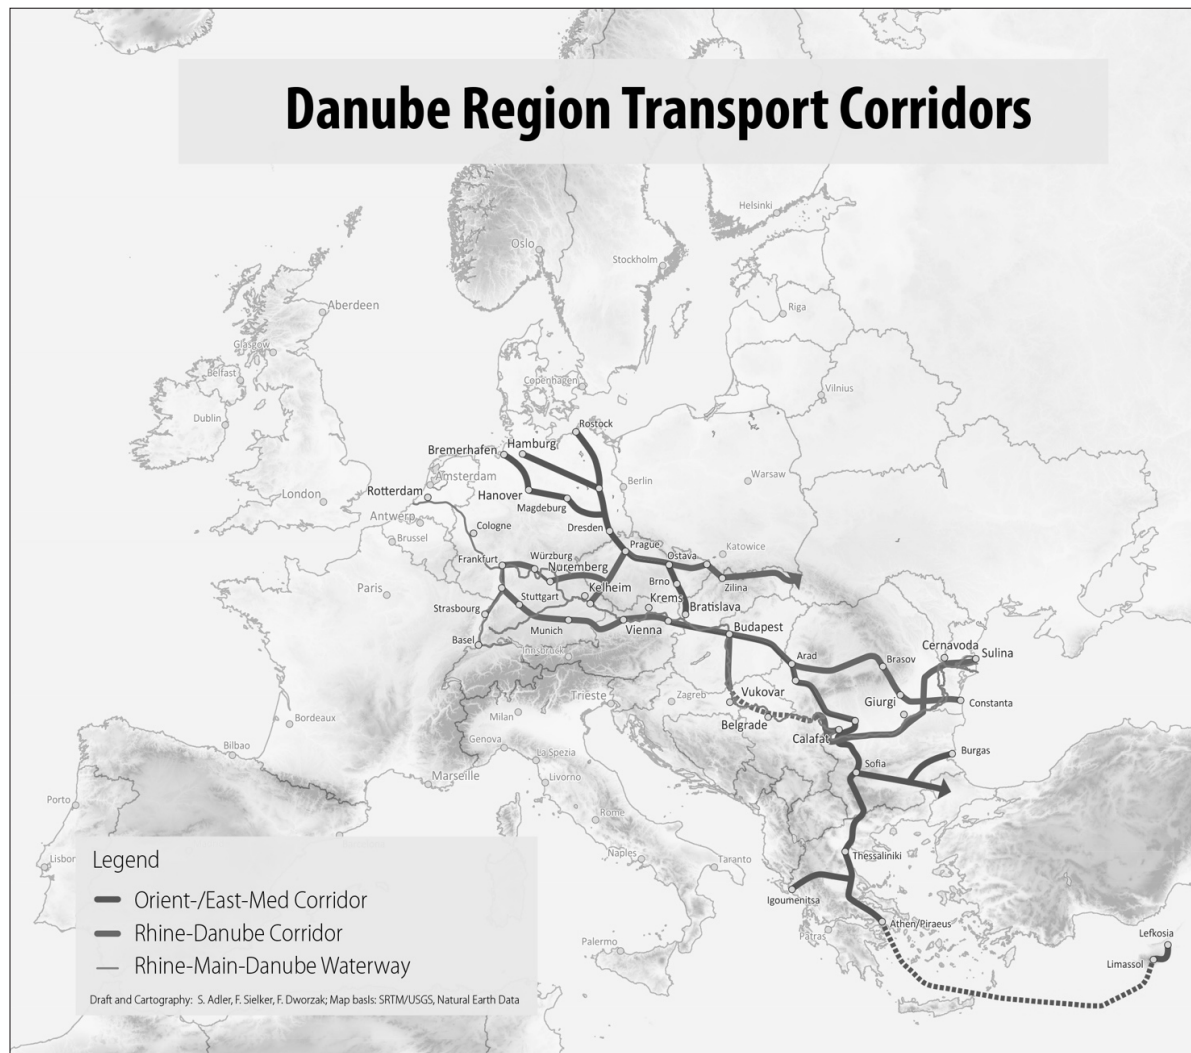 Danube Region Transport Corridors
Helsinki
Oslo
Stockholm
Aberdeen
Riga
Glasgow
Belfast
Copenhagen
Vilnius
Dublin
Rostock
Bremerhafen
Hamburg
Amsterdam
Berlin
Warsaw
London
Rotterdam
Hanover
Magdeburg
Antwerp
Cologne
Dresden
Brussel
Prague
Katowice
Frankfurt
Würzburg
Ostava
Nuremberg
Paris
Kelheim
Brno
Zilina
Stuttgart
Krems
Strasbourg
Bratislava
Munich
Vienna
Budapest
Basel
Innsbruck
Arad
Brasov
Cernavoda
Sulina
Trieste
Zagreb
Vukovar
Giurgi
Constanta
Milan
Bordeaux
Belgrade
Calafat
Genova
Bilbao
La Spezia
Burgas
Sofia
Marseille
Livorno
Porto
Rome
Naples
Taranto
Thessaliniki
Lisbon
Igoumenitsa
Athen/Piraeus
Patras
Palermo
Lefkosia
Limassol
Legend
Orient-/East-Med Corridor
Rhine-Danube Corridor
Rhine-Main-Danube Waterway
Draft and Cartography: S. Adler, F. Sielker, F. Dworzak; Map basIs: SRTM/USGS, Natural Earth Data